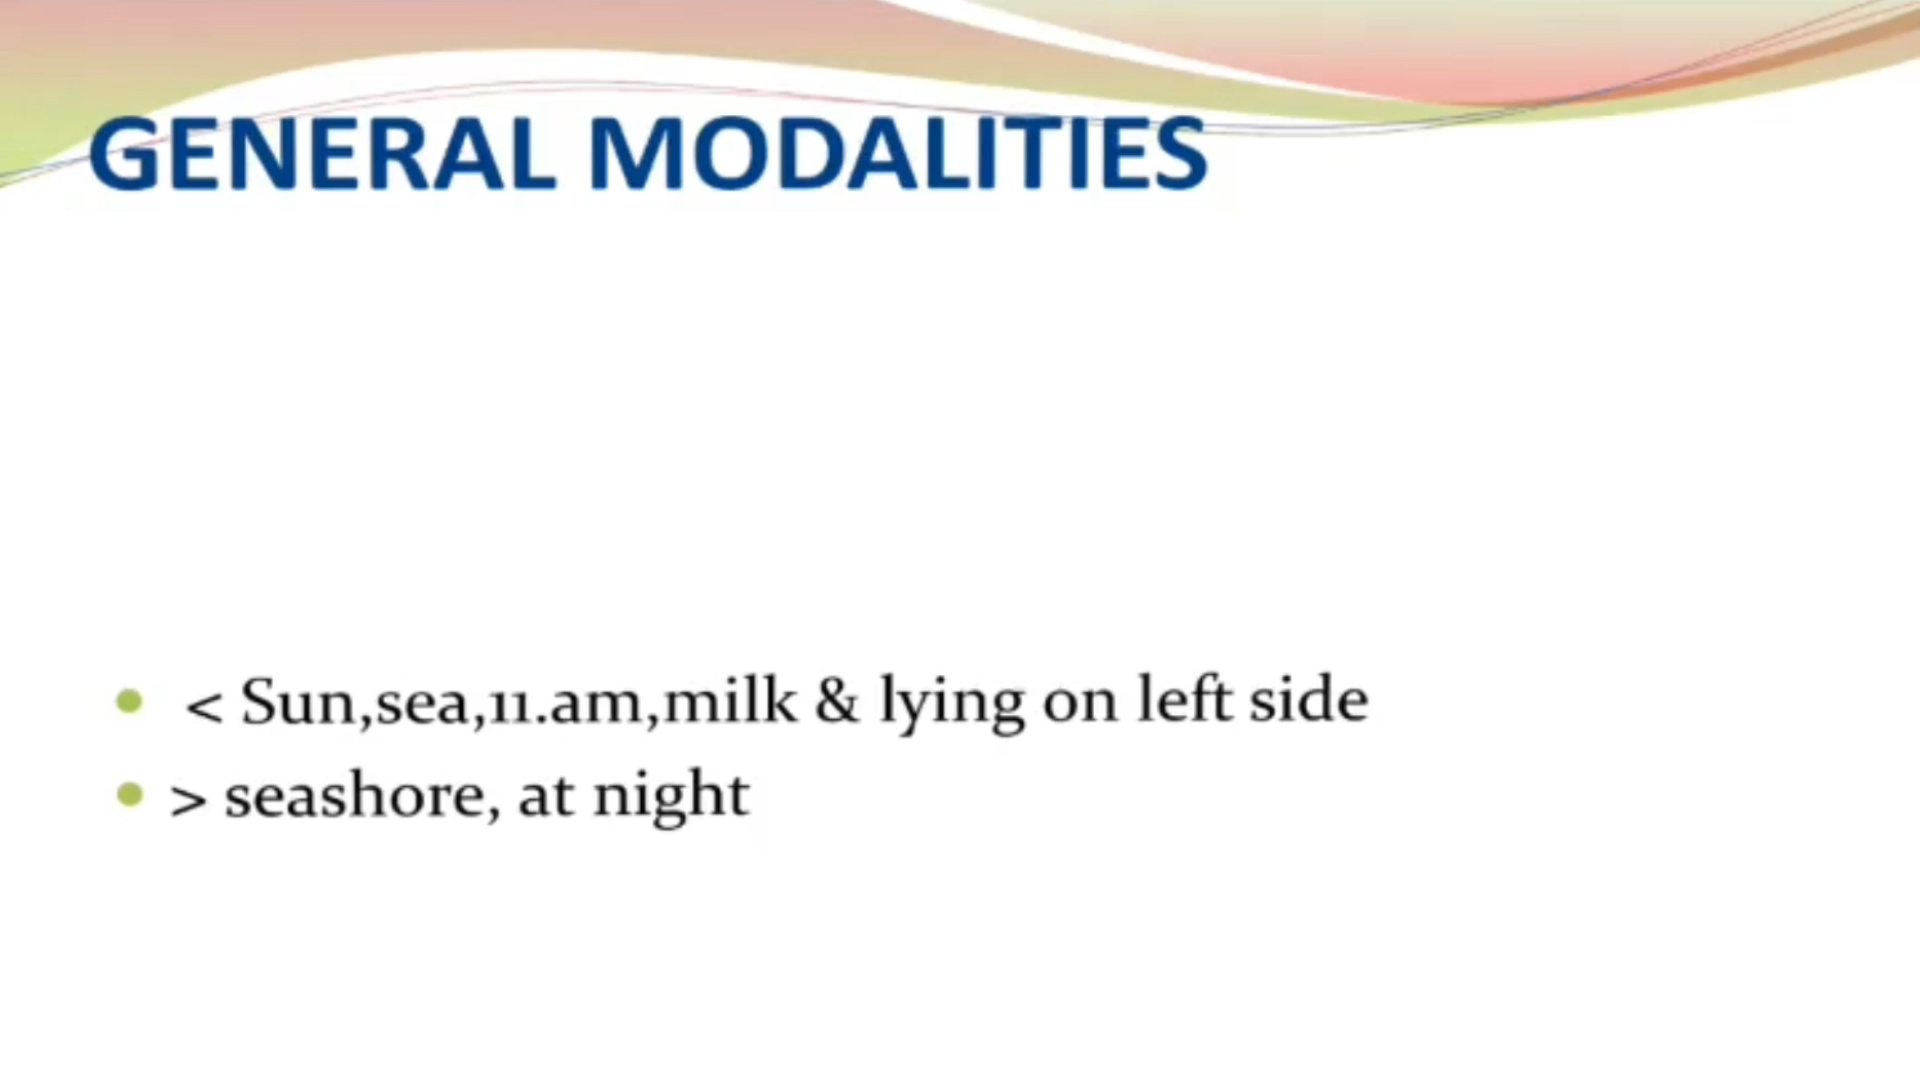 GENERAL MODALITIES
< Sun,sea,11.am,milk & lying on left side
> seashore, at night